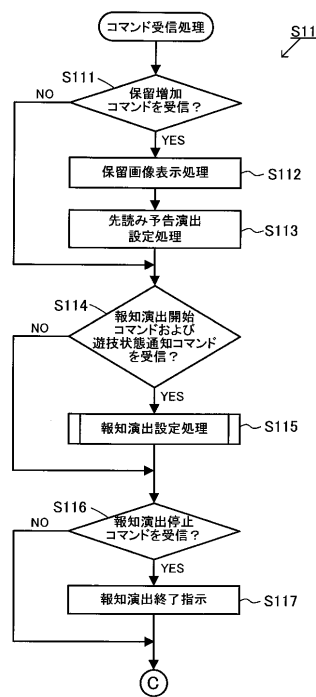 コマンド受信処理
S11
S111
保留増加
コマンドを受信？
NO
YES
保留画像表示処理
S112
先読み予告演出
設定処理
S113
S114
報知演出開始
コマンドおよび
遊技状態通知コマンド
を受信？
NO
YES
報知演出設定処理
S115
S116
報知演出停止
コマンドを受信？
NO
YES
報知演出終了指示
S117
C